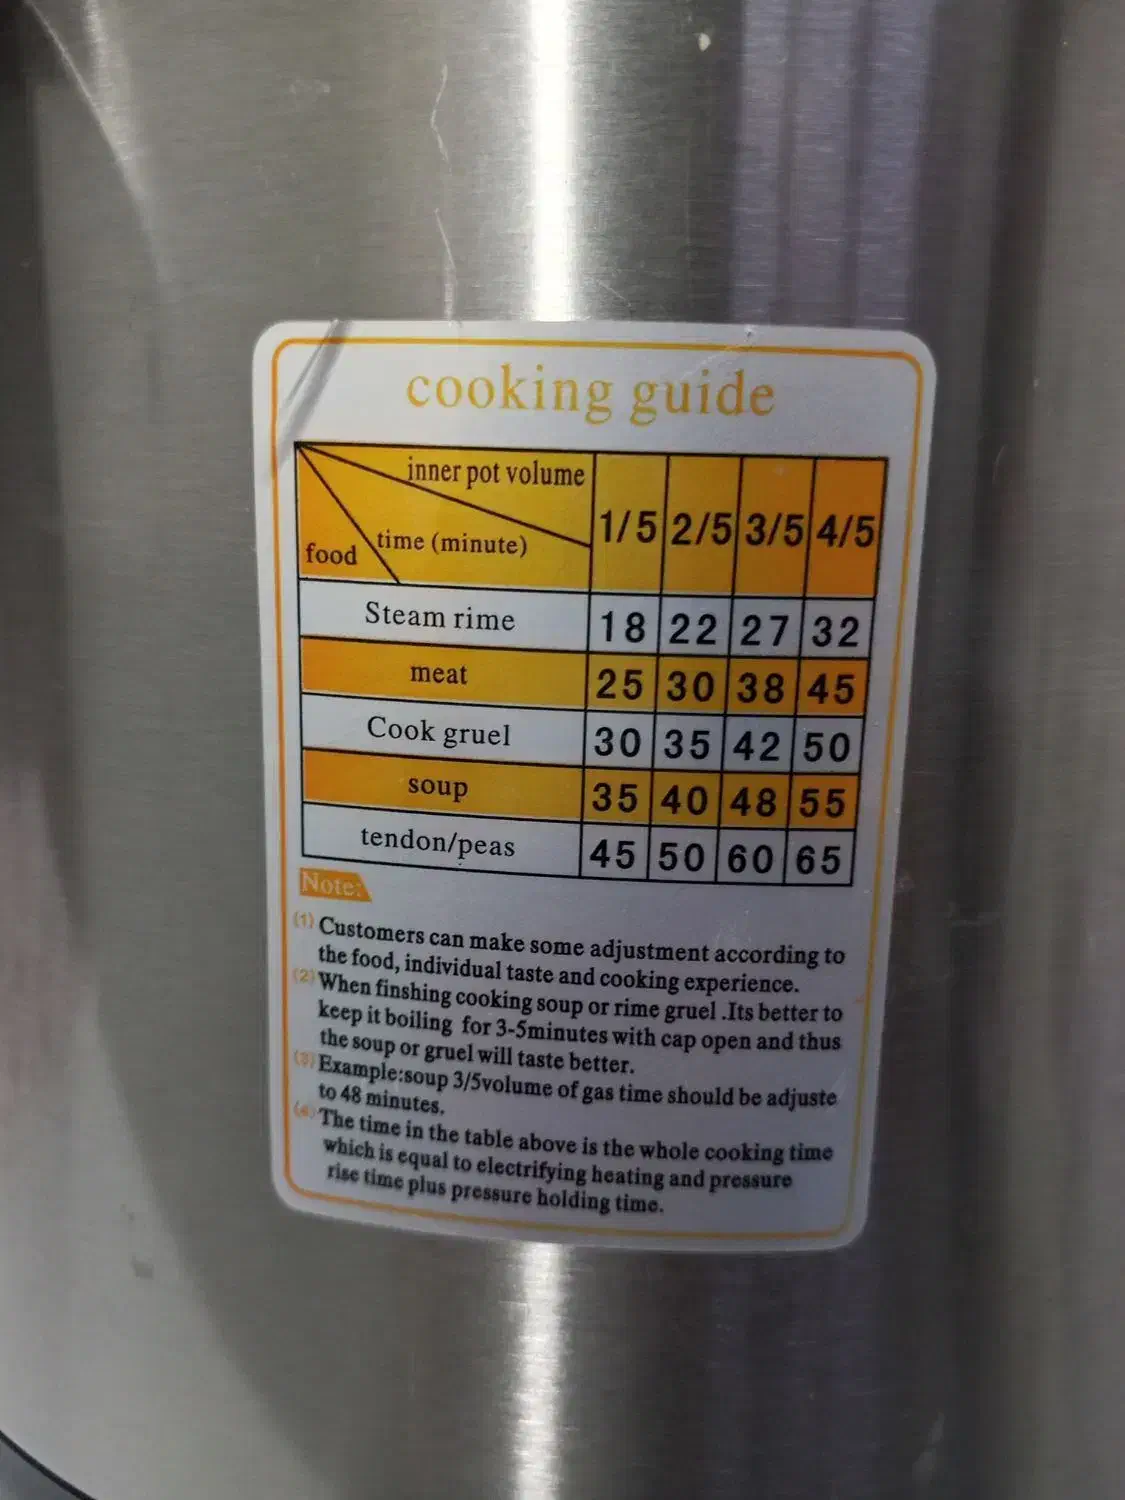 cooking guide
inner pot volume
time (minute)
food
1/5 2/5 3/5 4/5
Steam rime 18 22 27 32
meat 25 30 38 45
Cook gruel 30 35 42 50
soup 35 40 48 55
tendon/peas 45 50 60 65
Note:
(1) Customers can make some adjustment according to
the food, individual taste and cooking experience.
(2) When finshing cooking soup or rime gruel .Its better to
keep it boiling for 3-5minutes with cap open and thus
the soup or gruel will taste better.
(3) Example:soup 3/5volume of gas time should be adjuste
to 48 minutes.
(4) The time in the table above is the whole cooking time
which is equal to electrifying heating and pressure
rise time plus pressure holding time.